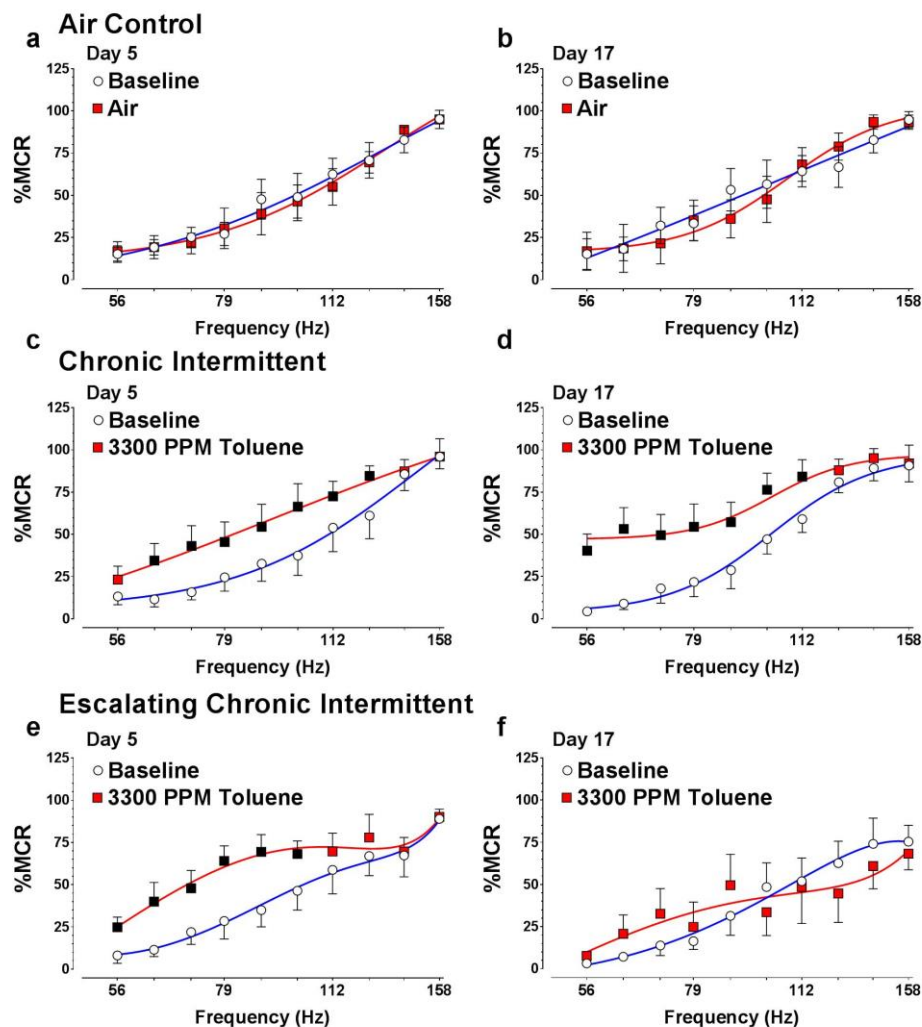 Air Control
a
Day 5
Baseline
Air
%MCR
125
100
75
50
25
0
56
79
112
158
Frequency (Hz)
b
Day 17
Baseline
Air
%MCR
125
100
75
50
25
0
56
79
112
158
Frequency (Hz)
Chronic Intermittent
c
Day 5
Baseline
3300 PPM Toluene
%MCR
125
100
75
50
25
0
56
79
112
158
Frequency (Hz)
d
Day 17
Baseline
3300 PPM Toluene
%MCR
125
100
75
50
25
0
56
79
112
158
Frequency (Hz)
Escalating Chronic Intermittent
e
Day 5
Baseline
3300 PPM Toluene
%MCR
125
100
75
50
25
0
56
79
112
158
Frequency (Hz)
f
Day 17
Baseline
3300 PPM Toluene
%MCR
125
100
75
50
25
0
56
79
112
158
Frequency (Hz)